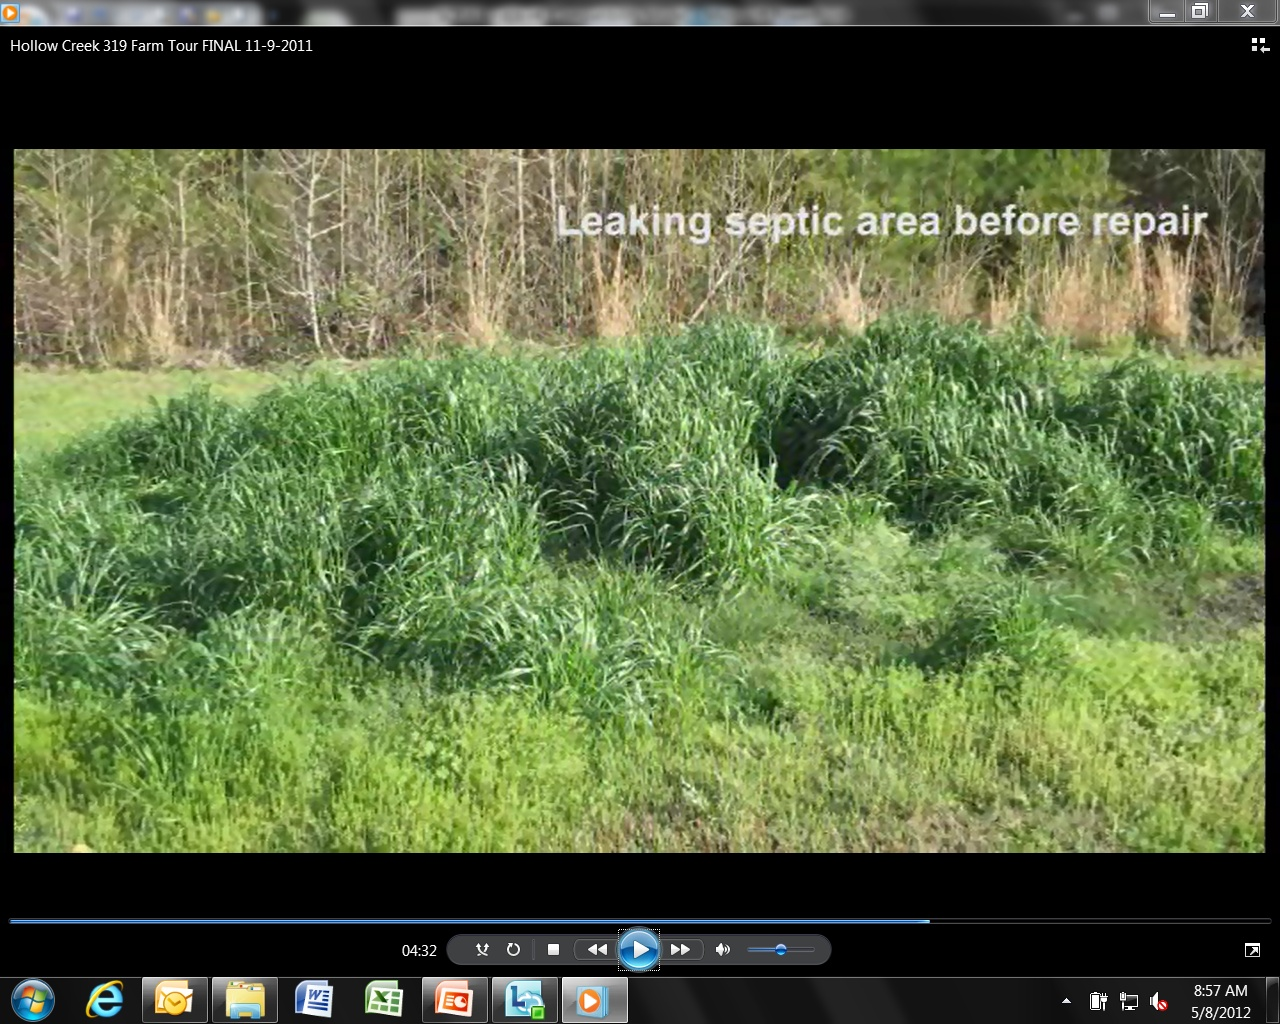 Hollow Creek 319 Farm Tour FINAL 11-9-2011
Leaking septic area before repair
04:32
8:57 AM
5/8/2012